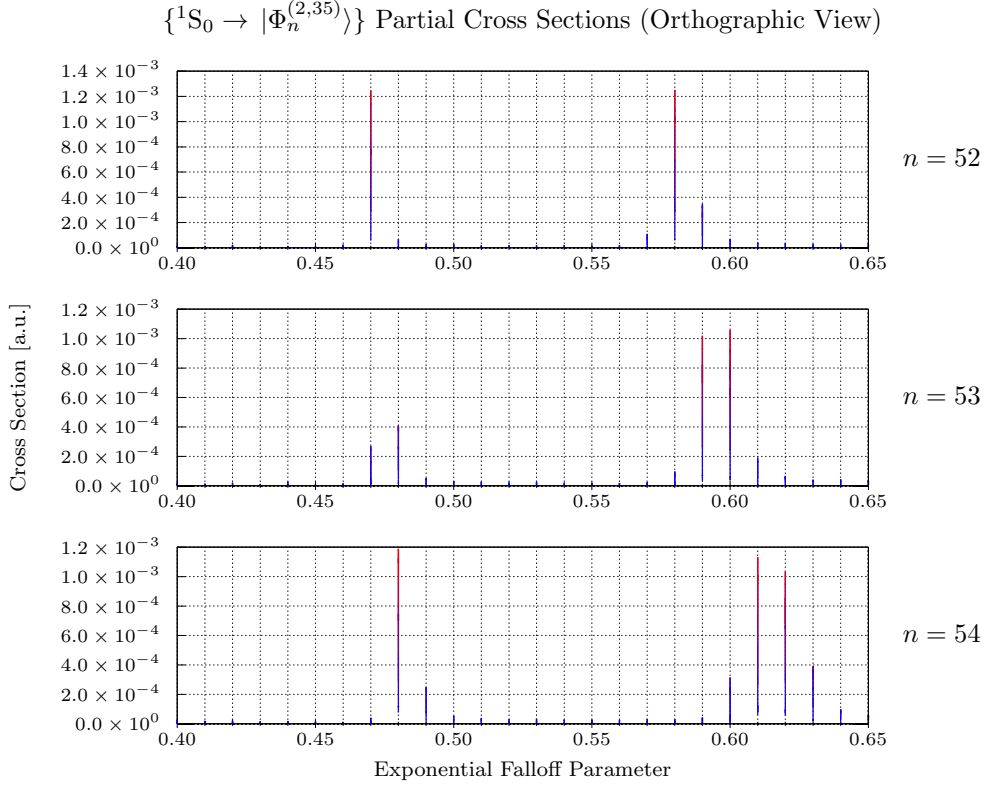 {¹S₀ → |Φₙ⁽²,³⁵⁾⟩} Partial Cross Sections (Orthographic View)
1.4 × 10⁻³
1.2 × 10⁻³
1.0 × 10⁻³
8.0 × 10⁻⁴
6.0 × 10⁻⁴
4.0 × 10⁻⁴
2.0 × 10⁻⁴
0.0 × 10⁰
0.40 0.45 0.50 0.55 0.60 0.65
n = 52
1.2 × 10⁻³
1.0 × 10⁻³
8.0 × 10⁻⁴
6.0 × 10⁻⁴
4.0 × 10⁻⁴
2.0 × 10⁻⁴
0.0 × 10⁰
0.40 0.45 0.50 0.55 0.60 0.65
n = 53
Cross Section [a.u.]
1.2 × 10⁻³
1.0 × 10⁻³
8.0 × 10⁻⁴
6.0 × 10⁻⁴
4.0 × 10⁻⁴
2.0 × 10⁻⁴
0.0 × 10⁰
0.40 0.45 0.50 0.55 0.60 0.65
n = 54
Exponential Falloff Parameter